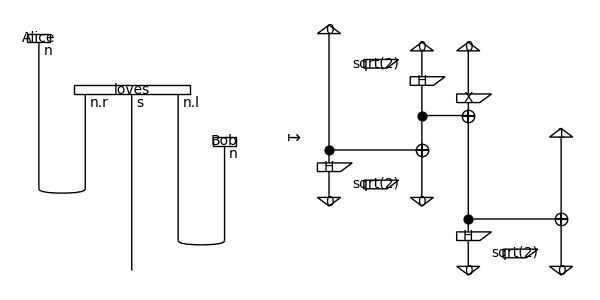 Alice
n
loves
n.r s n.l
Bob
n
↦
0
0 0
sqrt(2)
H
X
H
sqrt(2)
0 0
H
sqrt(2)
0 0